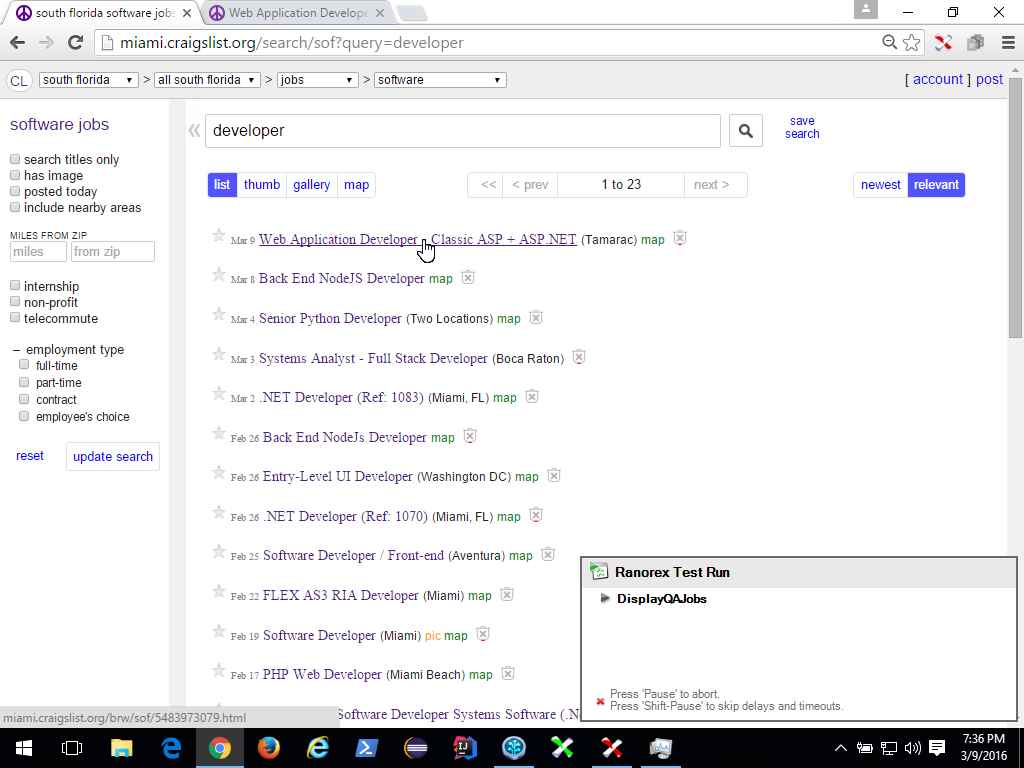 south florida software jobs
Web Application Develope
miami.craigslist.org/search/sof?query=developer
CL south florida > all south florida > jobs > software [ account ] post
software jobs
search titles only
has image
posted today
include nearby areas
MILES FROM ZIP
miles from zip
internship
non-profit
telecommute
– employment type
full-time
part-time
contract
employee's choice
reset update search
« developer save search
list thumb gallery map << < prev 1 to 23 next > newest relevant
Mar 9 Web Application Developer - Classic ASP + ASP.NET (Tamarac) map
Mar 8 Back End NodeJS Developer map
Mar 4 Senior Python Developer (Two Locations) map
Mar 3 Systems Analyst - Full Stack Developer (Boca Raton)
Mar 2 .NET Developer (Ref: 1083) (Miami, FL) map
Feb 26 Back End NodeJs Developer map
Feb 26 Entry-Level UI Developer (Washington DC) map
Feb 26 .NET Developer (Ref: 1070) (Miami, FL) map
Feb 25 Software Developer / Front-end (Aventura) map
Feb 22 FLEX AS3 RIA Developer (Miami) map
Feb 19 Software Developer (Miami) pic map
Feb 17 PHP Web Developer (Miami Beach) map
Software Developer Systems Software (.N
miami.craigslist.org/brw/sof/5483973079.html
Ranorex Test Run
DisplayQAJobs
Press 'Pause' to abort.
Press 'Shift-Pause' to skip delays and timeouts.
7:36 PM
3/9/2016